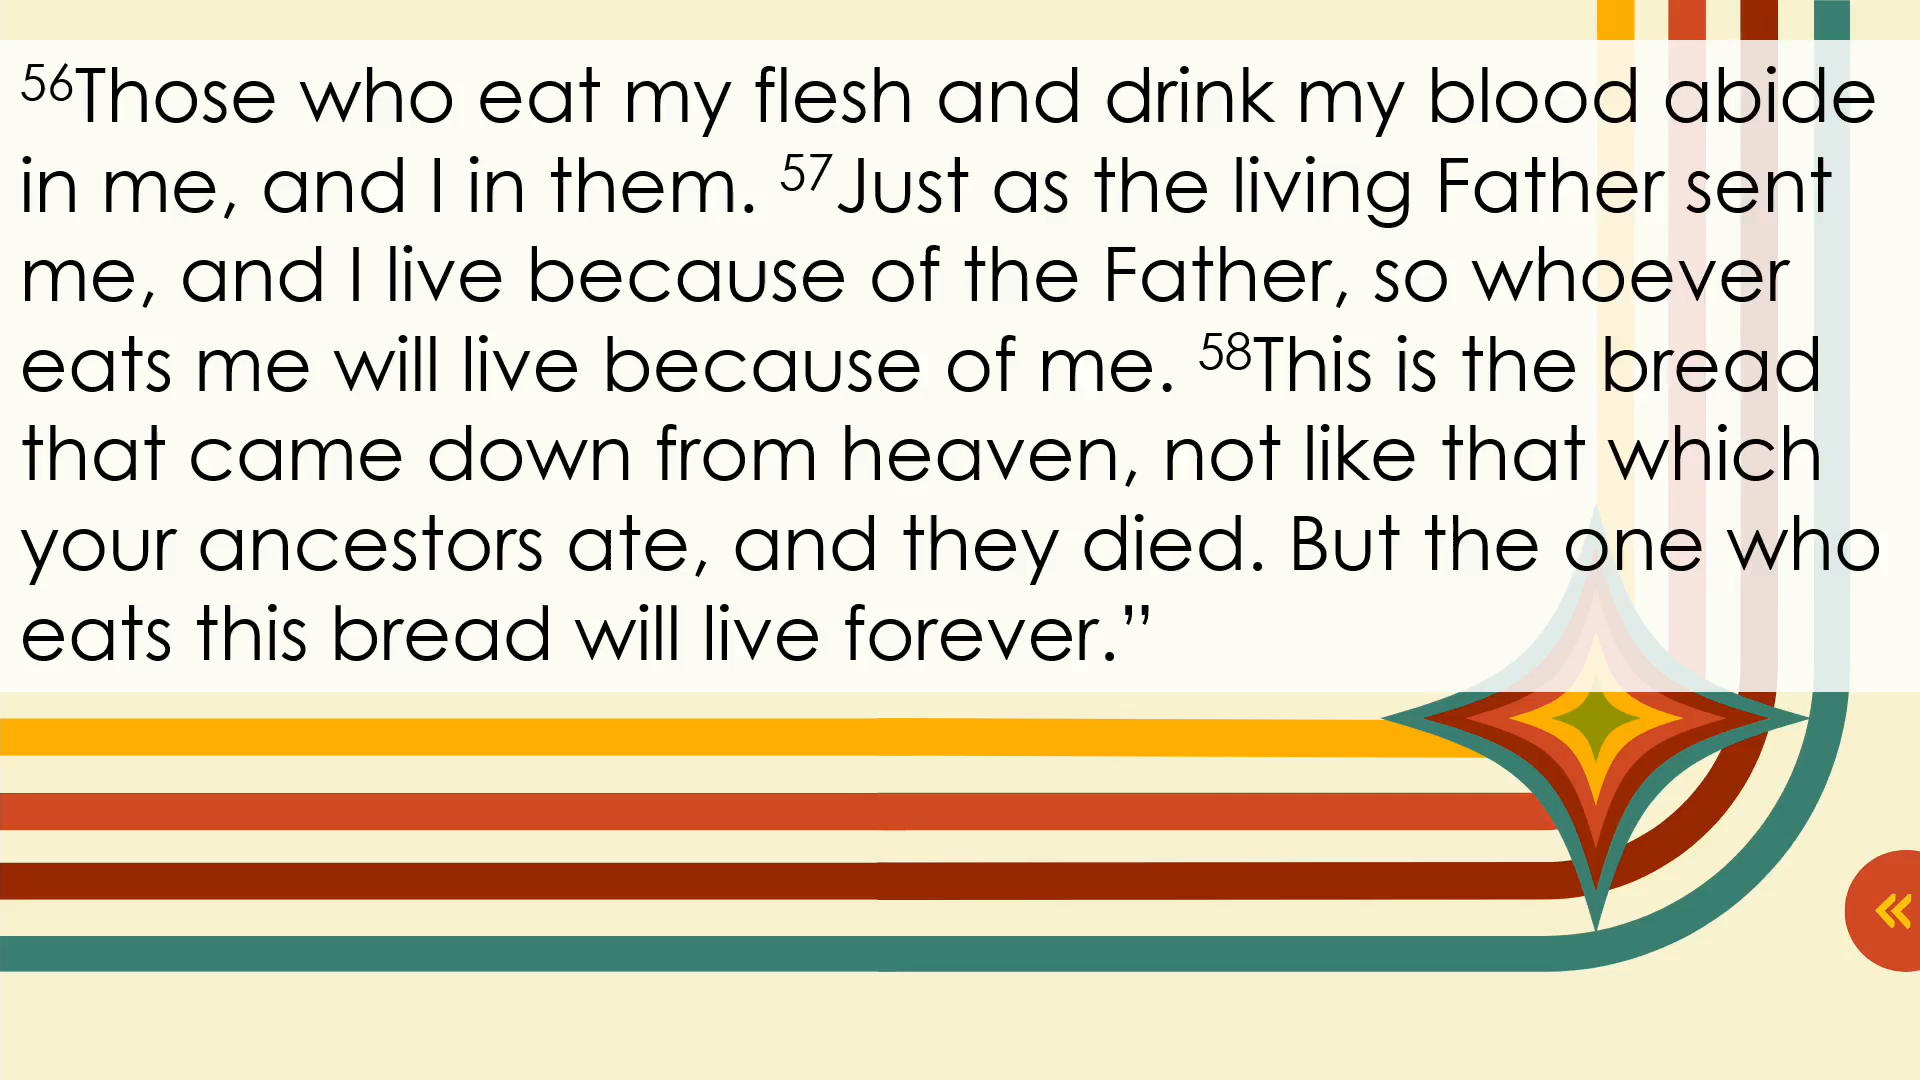 ⁵⁶Those who eat my flesh and drink my blood abide
in me, and I in them. ⁵⁷Just as the living Father sent
me, and I live because of the Father, so whoever
eats me will live because of me. ⁵⁸This is the bread
that came down from heaven, not like that which
your ancestors ate, and they died. But the one who
eats this bread will live forever.”
«